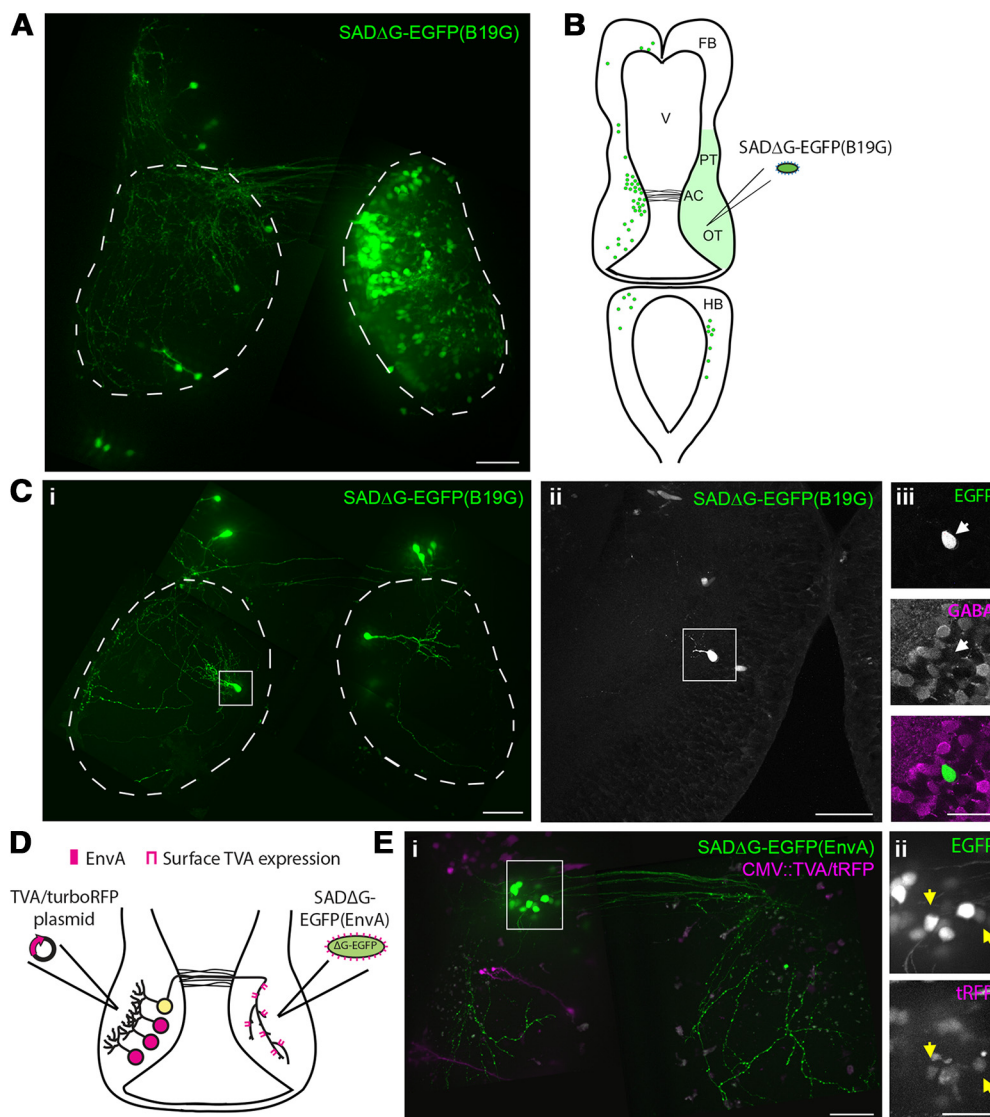 A
SADΔG-EGFP(B19G)
B
FB
V
PT
SADΔG-EGFP(B19G)
AC
OT
HB
C
i
SADΔG-EGFP(B19G)
ii
SADΔG-EGFP(B19G)
iii
EGFP
GABA
D
EnvA
Surface TVA expression
TVA/turboRFP
plasmid
SADΔG-
EGFP(EnvA)
ΔG-EGFP
E
i
SADΔG-EGFP(EnvA)
CMV::TVA/tRFP
ii
EGFP
tRFP